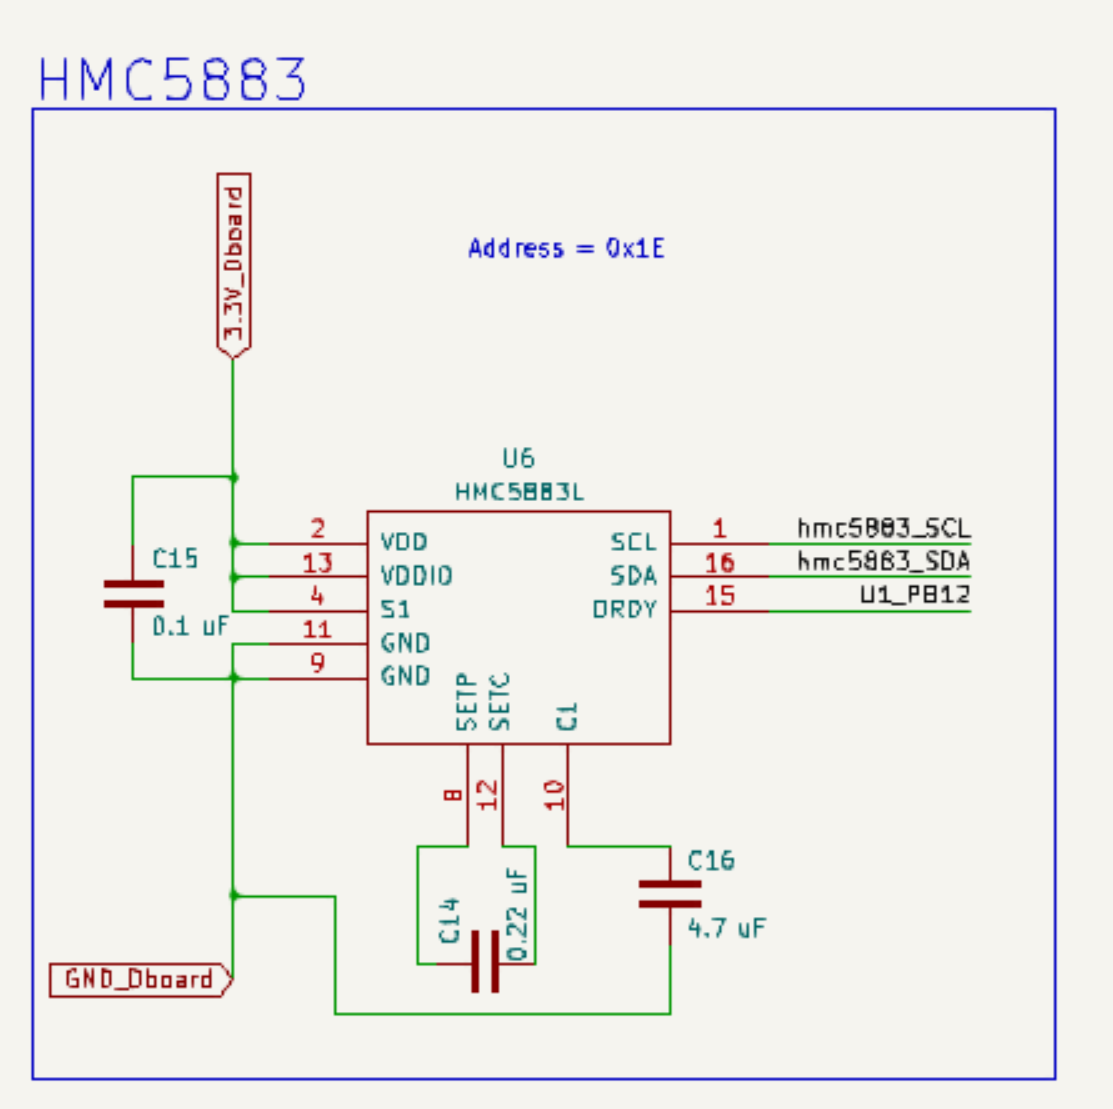 HMC5883
3.3V_Dboard
Address = 0x1E
U6
HMC5883L
2
VDD
13
VDDIO
4
S1
11
GND
9
GND
SCL
1
hmc5883_SCL
SDA
16
hmc5883_SDA
DRDY
15
U1_PB12
C15
0.1 uF
SETP
SETC
C1
8
12
10
C14
0.22 uF
C16
4.7 uF
GND_Dboard